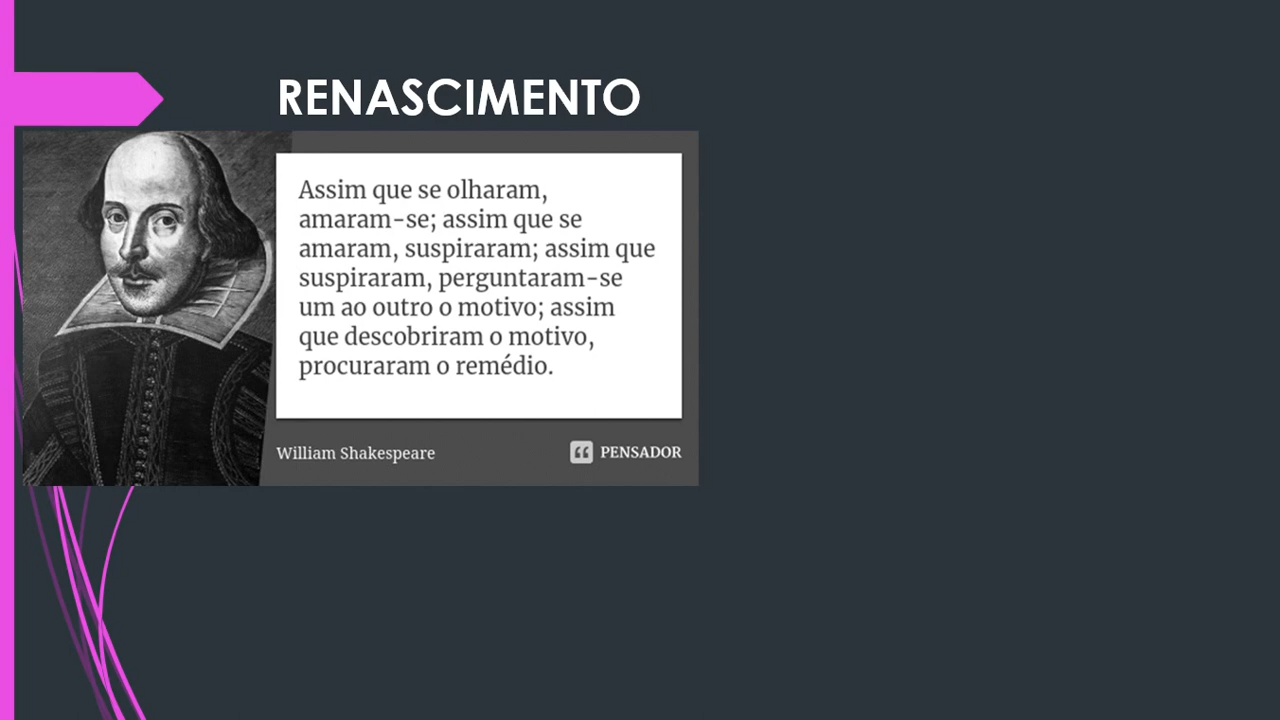 RENASCIMENTO
Assim que se olharam,
amaram-se; assim que se
amaram, suspiraram; assim que
suspiraram, perguntaram-se
um ao outro o motivo; assim
que descobriram o motivo,
procuraram o remédio.
William Shakespeare
PENSADOR